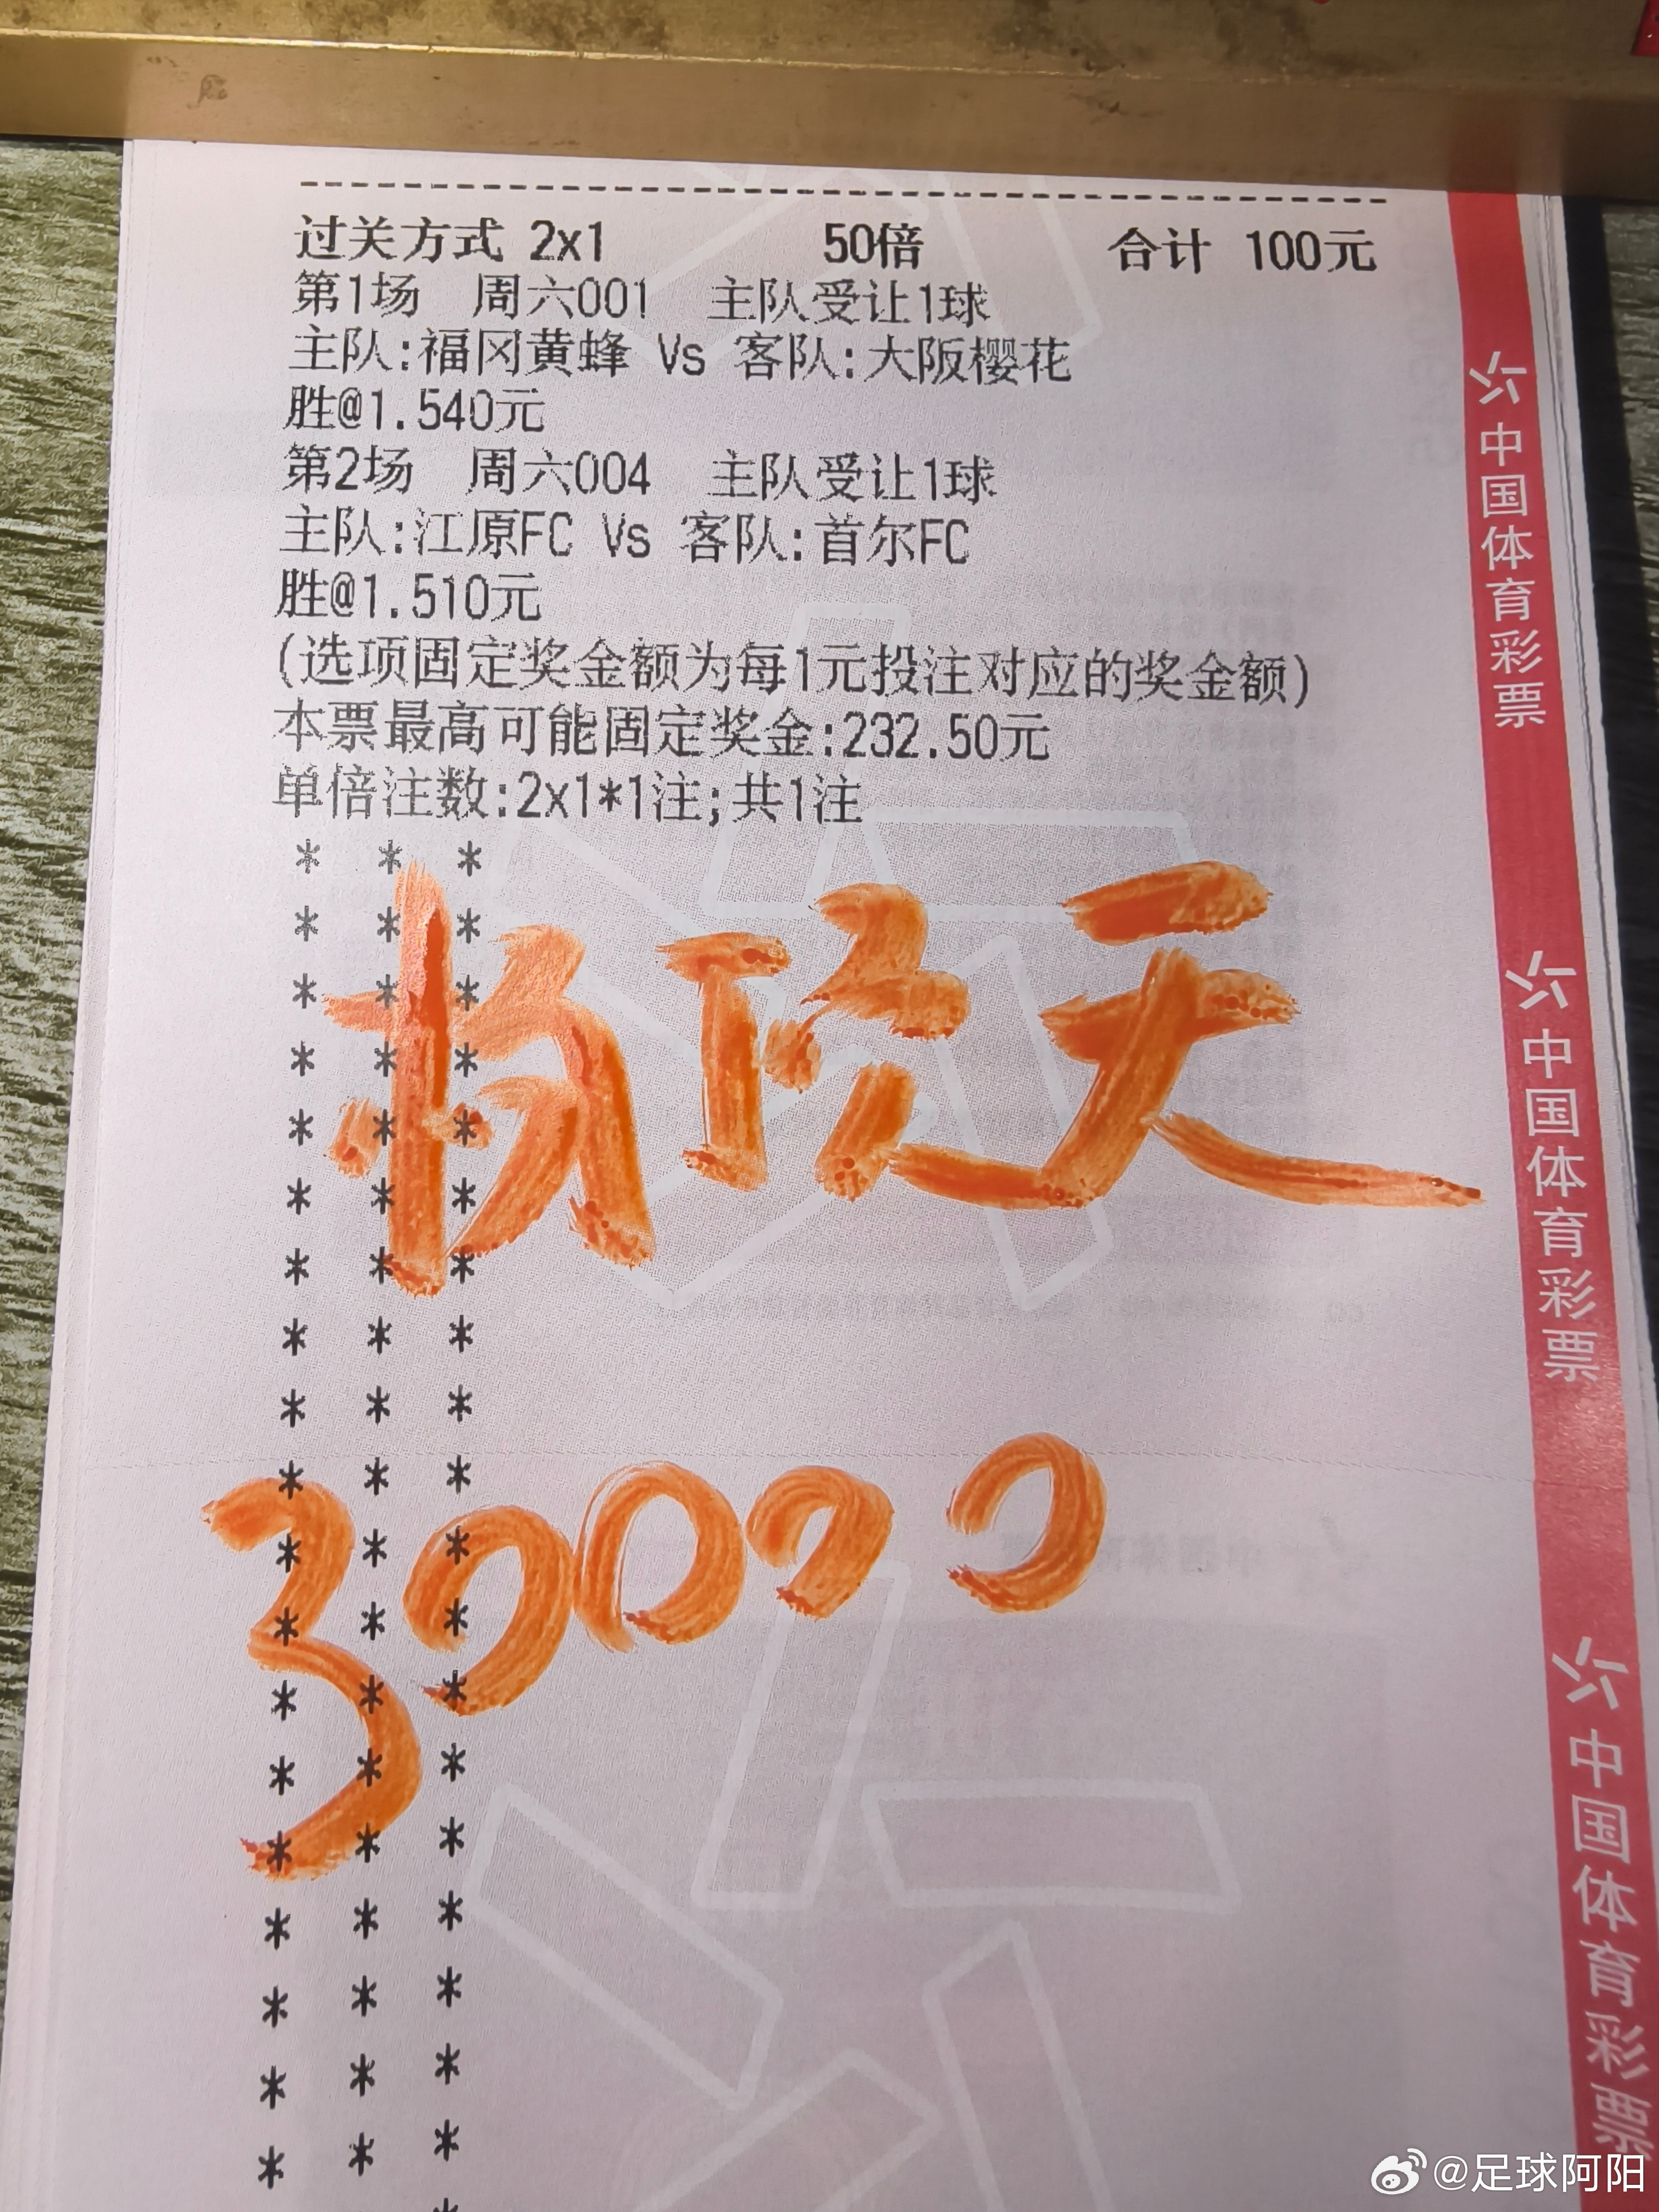 过关方式 2x1 50倍 合计 100元
第1场 周六001 主队受让1球
主队:福冈黄蜂 Vs 客队:大阪樱花
胜@1.540元
第2场 周六004 主队受让1球
主队:江原FC Vs 客队:首尔FC
胜@1.510元
(选项固定奖金额为每1元投注对应的奖金额)
本票最高可能固定奖金:232.50元
单倍注数:2x1*1注;共1注
天
30000
中国体育彩票
中国体育彩票
中国体育彩票
@足球阿阳